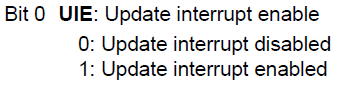 Bit 0 UIE: Update interrupt enable
0: Update interrupt disabled
1: Update interrupt enabled